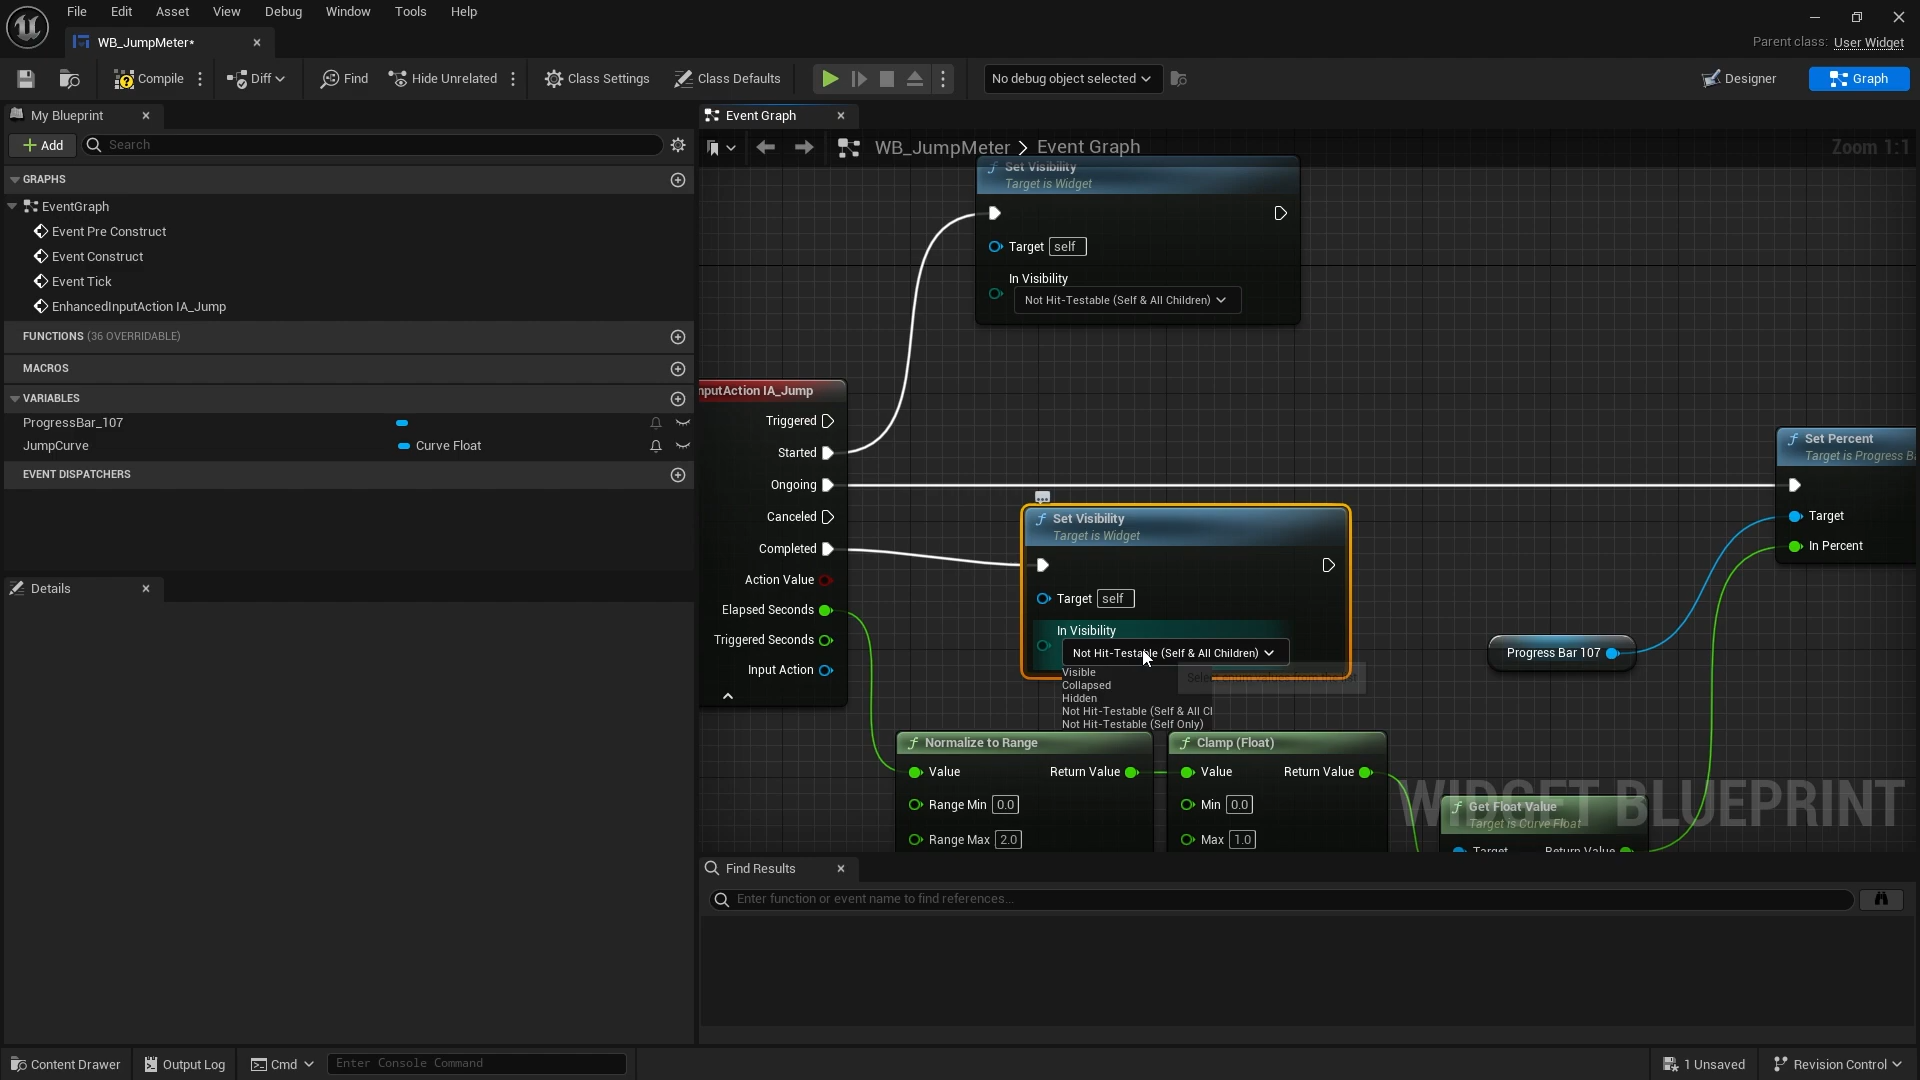 File Edit Asset View Debug Window Tools Help
WB_JumpMeter*
Parent class: User Widget
Compile Diff Find Hide Unrelated Class Settings Class Defaults No debug object selected Designer Graph
My Blueprint
Event Graph
Add Search
WB_JumpMeter > Event Graph
Zoom 1:1
GRAPHS
EventGraph
Event Pre Construct
Event Construct
Event Tick
EnhancedInputAction IA_Jump
FUNCTIONS (36 OVERRIDABLE)
MACROS
VARIABLES
ProgressBar_107
JumpCurve Curve Float
EVENT DISPATCHERS
Details
Set Visibility
Target is Widget
Target self
In Visibility
Not Hit-Testable (Self & All Children)
nputAction IA_Jump
Triggered
Started
Ongoing
Canceled
Completed
Action Value
Elapsed Seconds
Triggered Seconds
Input Action
Set Visibility
Target is Widget
Target self
In Visibility
Not Hit-Testable (Self & All Children)
Visible
Collapsed
Hidden
Not Hit-Testable (Self & All Cl
Not Hit-Testable (Self Only)
Set Percent
Target is Progress Ba
Target
In Percent
Progress Bar 107
Normalize to Range
Value Return Value
Range Min 0.0
Range Max 2.0
Clamp (Float)
Value Return Value
Min 0.0
Max 1.0
Get Float Value
Target is Curve Float
Target Return Value
WIDGET BLUEPRINT
Find Results
Enter function or event name to find references...
Content Drawer Output Log Cmd Enter Console Command 1 Unsaved Revision Control